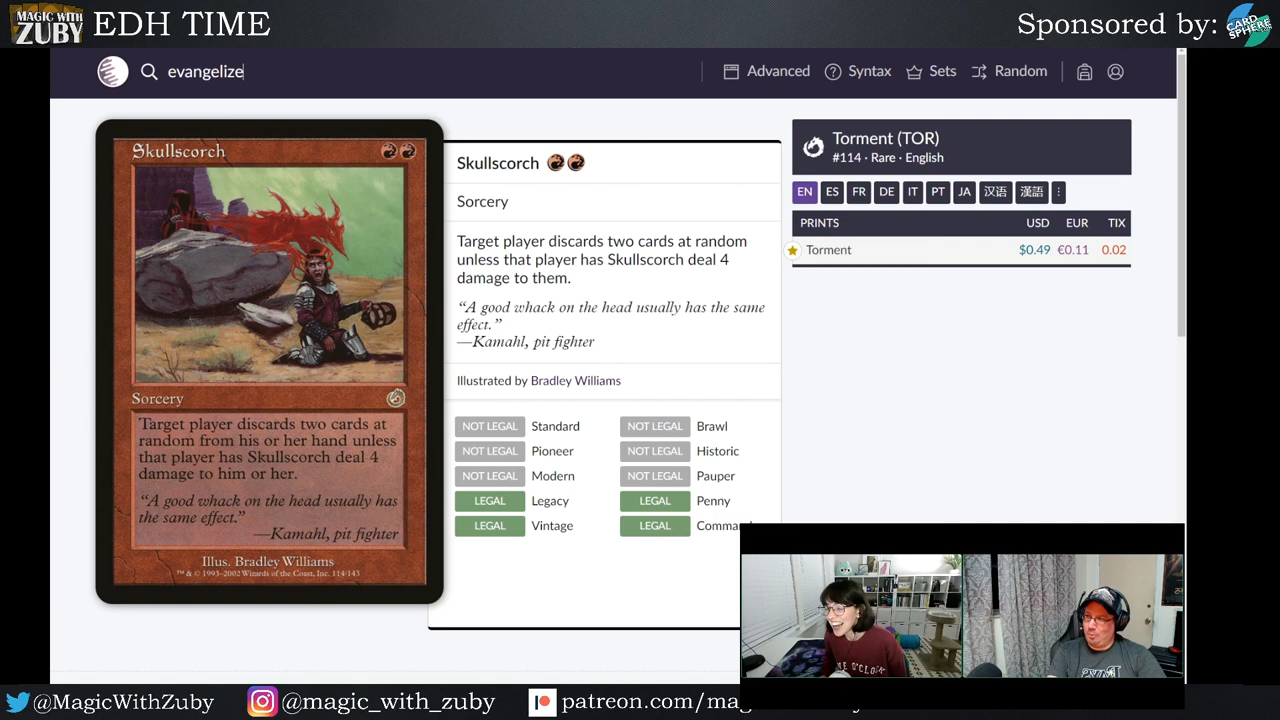 MAGIC WITH
ZUBY
EDH TIME
Sponsored by:
CARD
SPHERE
evangelize
Advanced
Syntax
Sets
Random
Skullscorch
Sorcery
Target player discards two cards at
random from his or her hand unless
that player has Skullscorch deal 4
damage to him or her.
“A good whack on the head usually has
the same effect.”
—Kamahl, pit fighter
Illus. Bradley Williams
™ & © 1993–2002 Wizards of the Coast, Inc. 114/143
Skullscorch
Sorcery
Target player discards two cards at random
unless that player has Skullscorch deal 4
damage to them.
“A good whack on the head usually has the same
effect.”
—Kamahl, pit fighter
Illustrated by Bradley Williams
NOT LEGAL Standard NOT LEGAL Brawl
NOT LEGAL Pioneer NOT LEGAL Historic
NOT LEGAL Modern NOT LEGAL Pauper
LEGAL Legacy LEGAL Penny
LEGAL Vintage LEGAL Comman
Torment (TOR)
#114 · Rare · English
EN ES FR DE IT PT JA 汉语 漢語
PRINTS USD EUR TIX
Torment $0.49 €0.11 0.02
@MagicWithZuby
@magic_with_zuby
patreon.com/mag